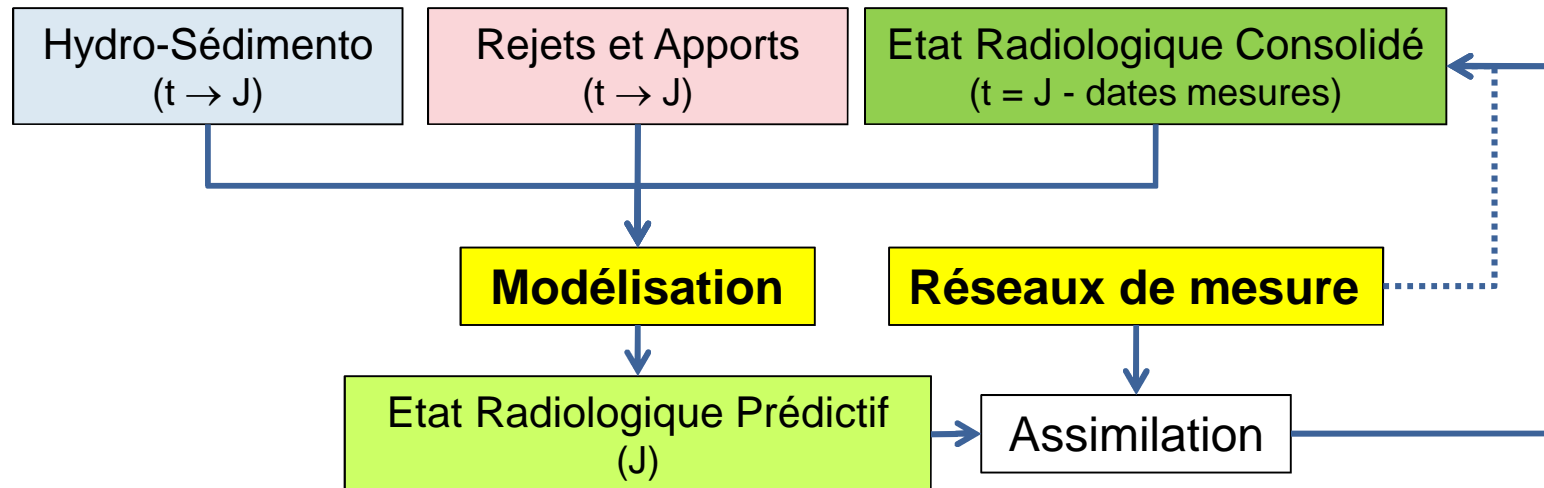 Hydro-Sédimento
(t → J)
Rejets et Apports
(t → J)
Etat Radiologique Consolidé
(t = J - dates mesures)
Modélisation
Réseaux de mesure
Etat Radiologique Prédictif
(J)
Assimilation